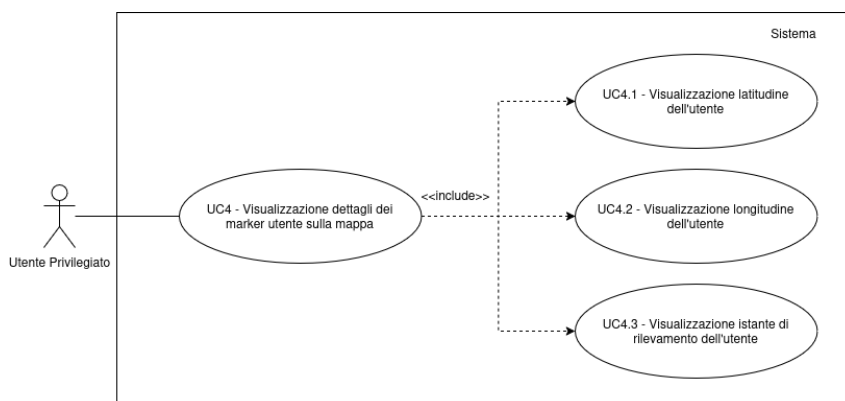 Sistema
UC4.1 - Visualizzazione latitudine
dell'utente
<<include>>
UC4 - Visualizzazione dettagli dei
marker utente sulla mappa
UC4.2 - Visualizzazione longitudine
dell'utente
Utente Privilegiato
UC4.3 - Visualizzazione istante di
rilevamento dell'utente